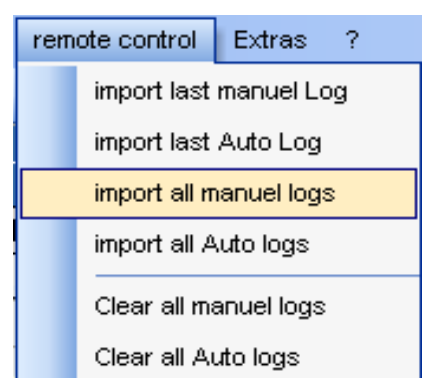 remote control Extras ?
import last manuel Log
import last Auto Log
import all manuel logs
import all Auto logs
Clear all manuel logs
Clear all Auto logs